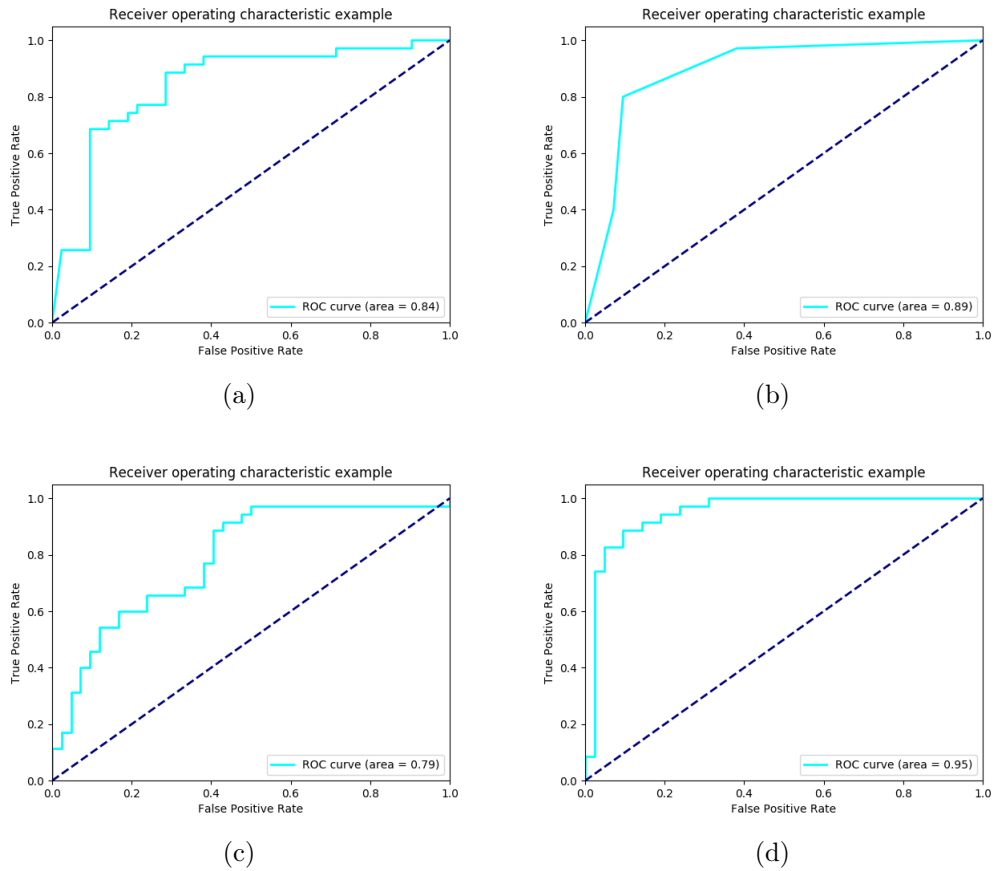 Receiver operating characteristic example
1.0
0.8
0.6
0.4
0.2
0.0
True Positive Rate
ROC curve (area = 0.84)
0.0 0.2 0.4 0.6 0.8 1.0
False Positive Rate
(a)
Receiver operating characteristic example
1.0
0.8
0.6
0.4
0.2
0.0
True Positive Rate
ROC curve (area = 0.89)
0.0 0.2 0.4 0.6 0.8 1.0
False Positive Rate
(b)
Receiver operating characteristic example
1.0
0.8
0.6
0.4
0.2
0.0
True Positive Rate
ROC curve (area = 0.79)
0.0 0.2 0.4 0.6 0.8 1.0
False Positive Rate
(c)
Receiver operating characteristic example
1.0
0.8
0.6
0.4
0.2
0.0
True Positive Rate
ROC curve (area = 0.95)
0.0 0.2 0.4 0.6 0.8 1.0
False Positive Rate
(d)